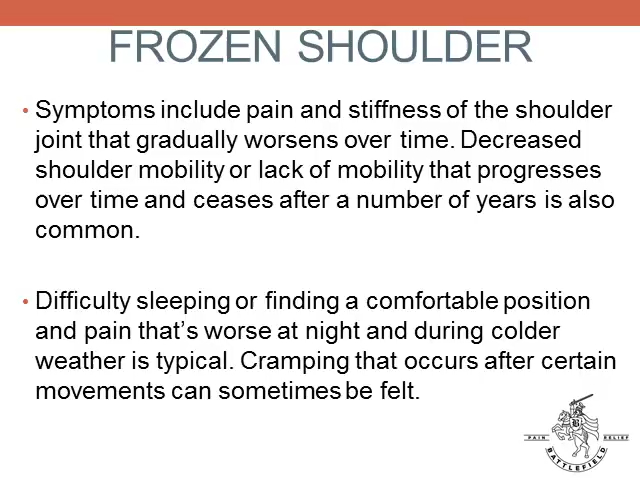 FROZEN SHOULDER
• Symptoms include pain and stiffness of the shoulder
joint that gradually worsens over time. Decreased
shoulder mobility or lack of mobility that progresses
over time and ceases after a number of years is also
common.
• Difficulty sleeping or finding a comfortable position
and pain that’s worse at night and during colder
weather is typical. Cramping that occurs after certain
movements can sometimes be felt.
B
PAIN RELIEF
BATTLEFIELD